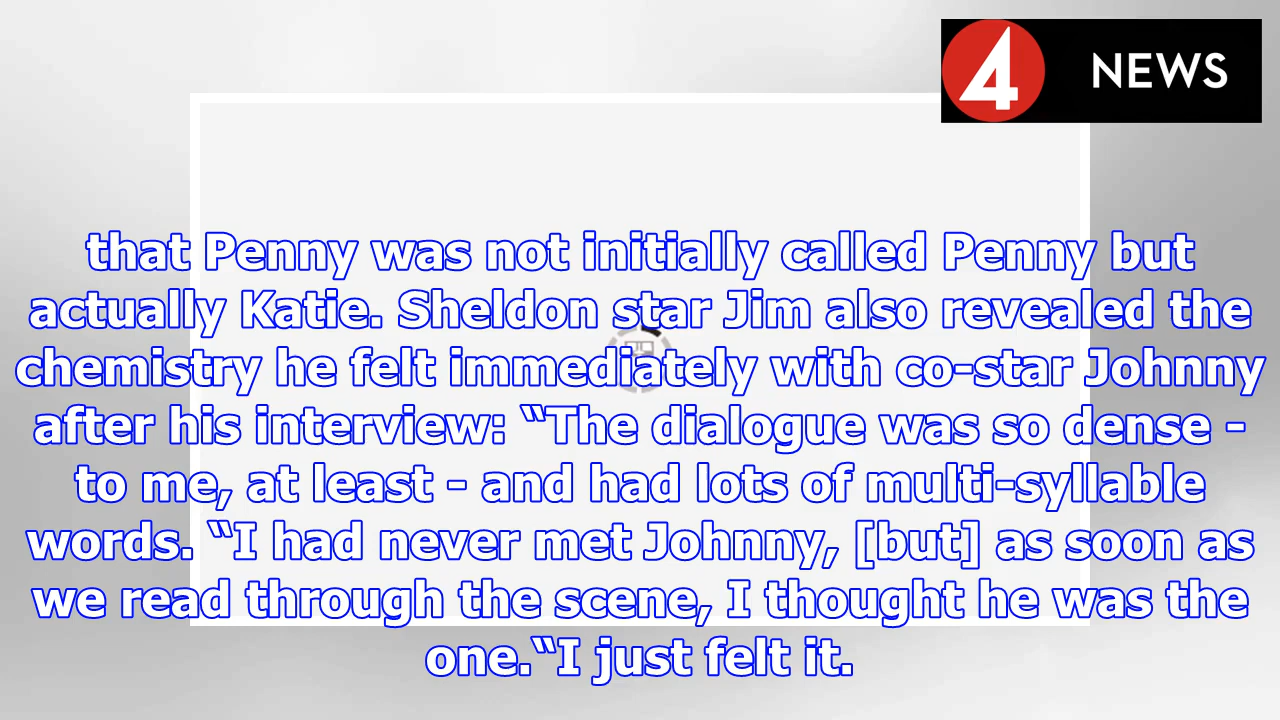 4 NEWS
that Penny was not initially called Penny but
actually Katie. Sheldon star Jim also revealed the
chemistry he felt immediately with co-star Johnny
after his interview: “The dialogue was so dense -
to me, at least - and had lots of multi-syllable
words. “I had never met Johnny, [but] as soon as
we read through the scene, I thought he was the
one.“I just felt it.